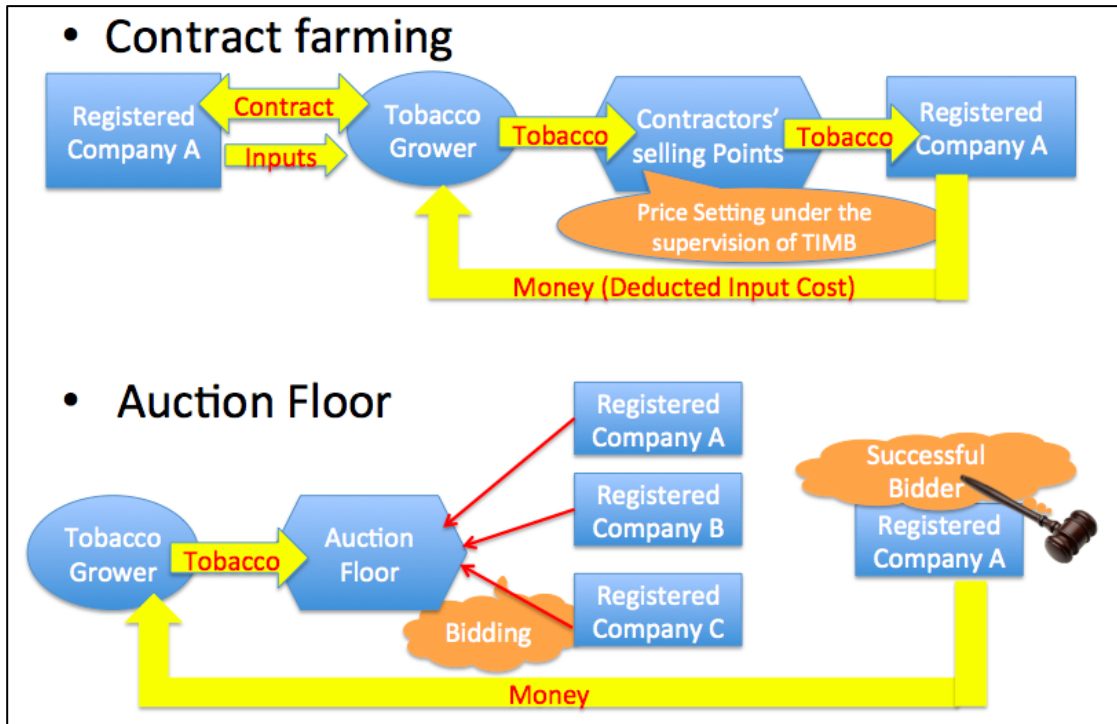 • Contract farming
Registered
Company A
Contract
Inputs
Tobacco
Grower
Tobacco
Contractors'
selling Points
Tobacco
Registered
Company A
Price Setting under the
supervision of TIMB
Money (Deducted Input Cost)
• Auction Floor
Tobacco
Grower
Tobacco
Auction
Floor
Registered
Company A
Registered
Company B
Registered
Company C
Bidding
Successful
Bidder
Registered
Company A
Money